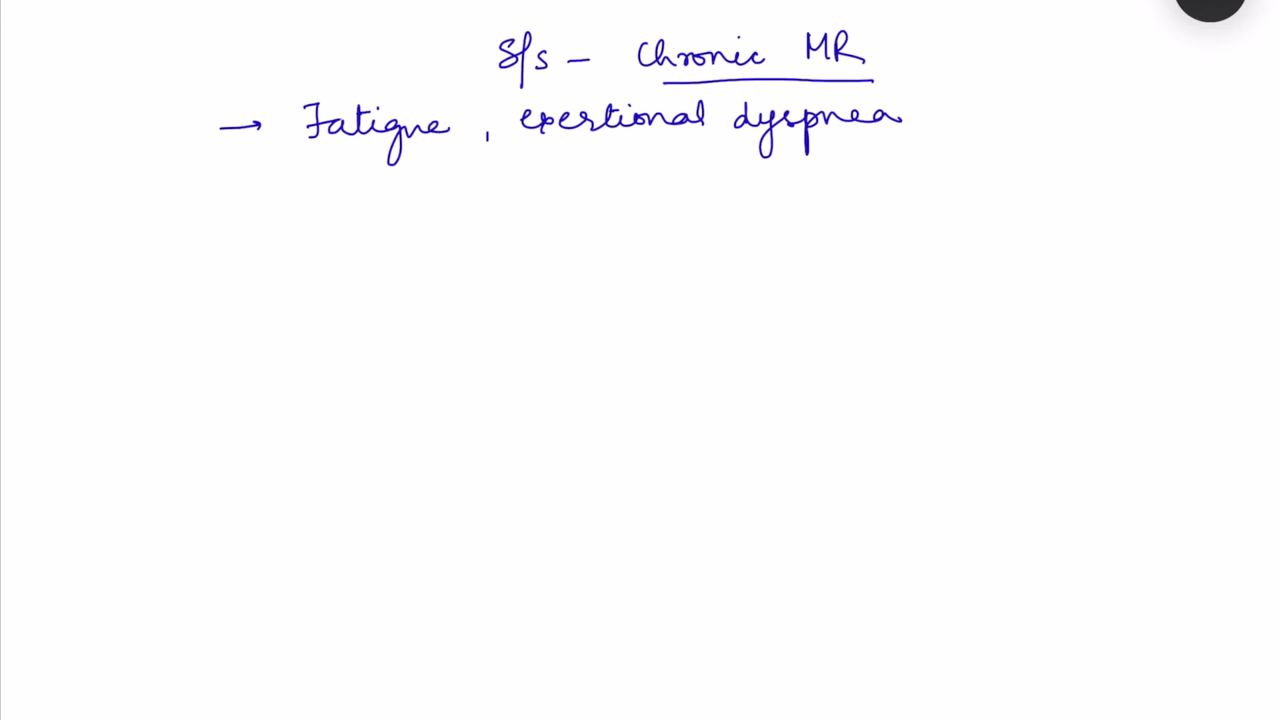 S/s - Chronic MR
→ Fatigue , exertional dyspnea